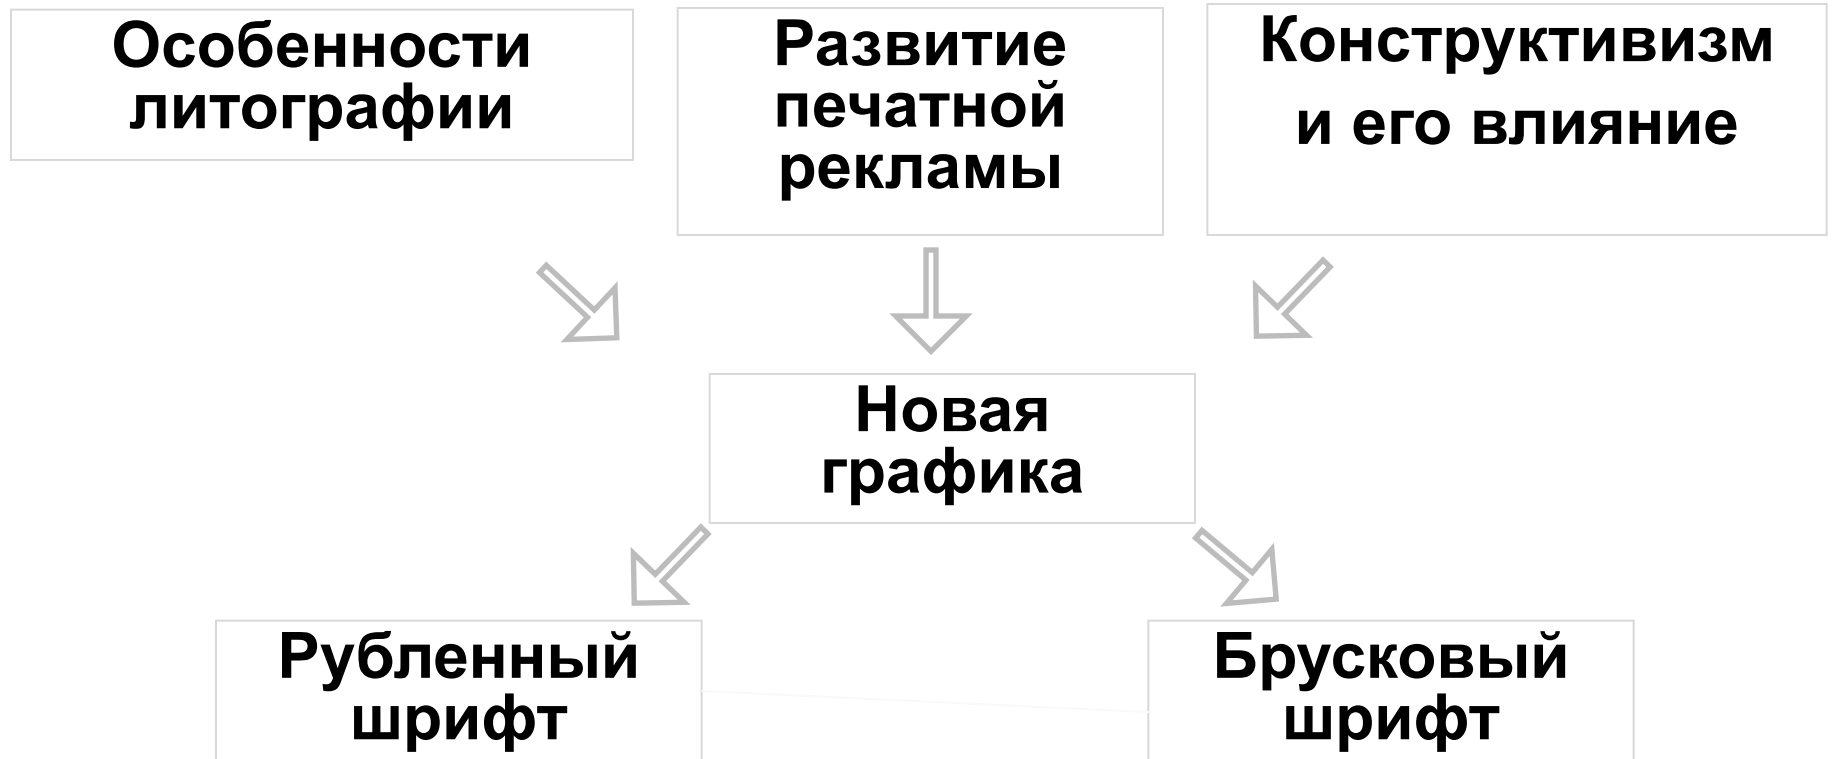 Особенности
литографии
Развитие
печатной
рекламы
Конструктивизм
и его влияние
Новая
графика
Рубленный
шрифт
Брусковый
шрифт